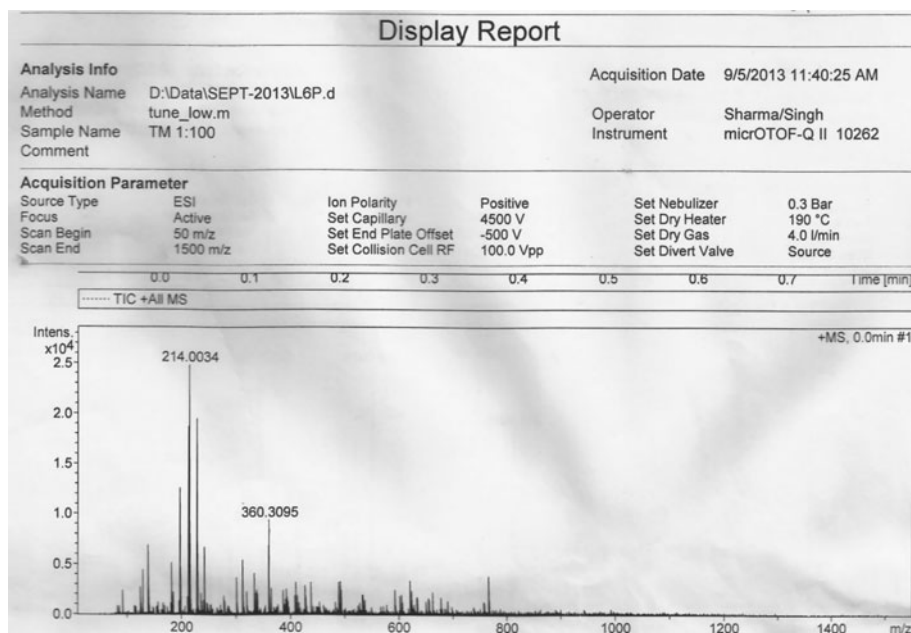 Display Report
Analysis Info
Acquisition Date 9/5/2013 11:40:25 AM
Analysis Name D:\Data\SEPT-2013\L6P.d
Method tune_low.m
Operator Sharma/Singh
Sample Name TM 1:100
Instrument micrOTOF-Q II 10262
Comment
Acquisition Parameter
Source Type ESI Ion Polarity Positive Set Nebulizer 0.3 Bar
Focus Active Set Capillary 4500 V Set Dry Heater 190 °C
Scan Begin 50 m/z Set End Plate Offset -500 V Set Dry Gas 4.0 l/min
Scan End 1500 m/z Set Collision Cell RF 100.0 Vpp Set Divert Valve Source
0.0 0.1 0.2 0.3 0.4 0.5 0.6 0.7 Time [min]
TIC +All MS
Intens.
x10⁴
+MS, 0.0min #1
214.0034
2.5
2.0
1.5
1.0
360.3095
0.5
0.0
200 400 600 800 1000 1200 1400 m/z